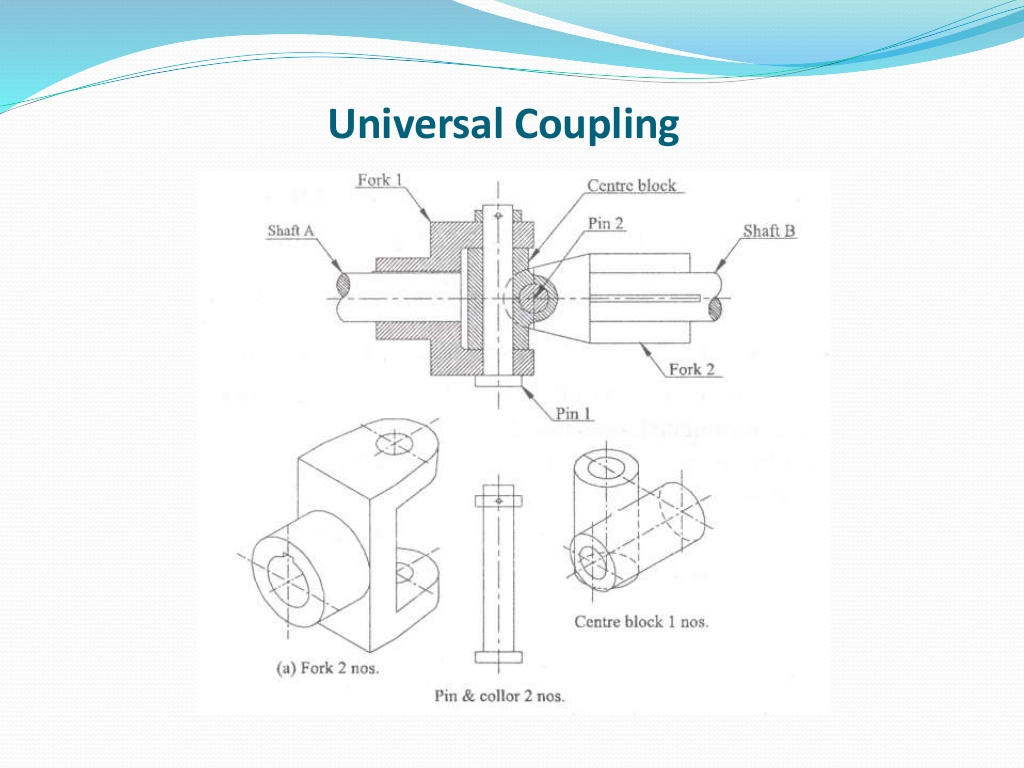 Universal Coupling
Fork 1
Centre block
Pin 2
Shaft A
Shaft B
Fork 2
Pin 1
Centre block 1 nos.
(a) Fork 2 nos.
Pin & collor 2 nos.